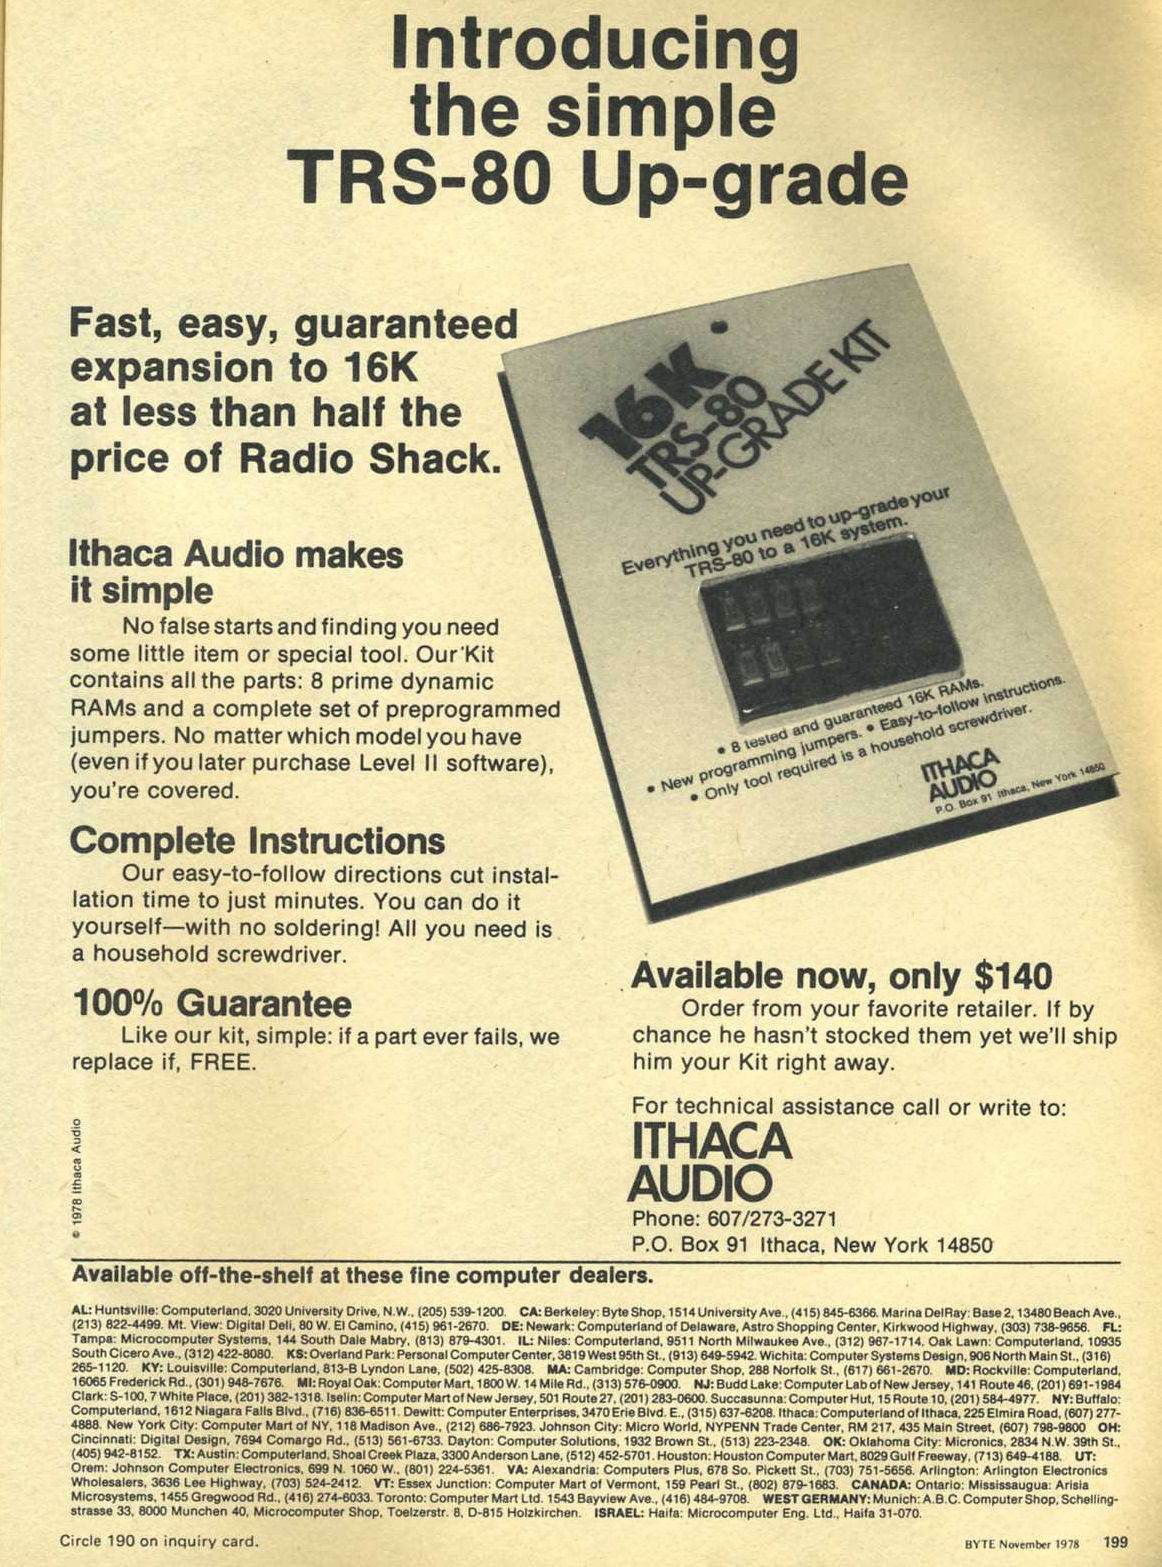 Introducing
the simple
TRS-80 Up-grade
Fast, easy, guaranteed
expansion to 16K
at less than half the
price of Radio Shack.
Ithaca Audio makes
it simple
No false starts and finding you need
some little item or special tool. Our Kit
contains all the parts: 8 prime dynamic
RAMs and a complete set of preprogrammed
jumpers. No matter which model you have
(even if you later purchase Level II software),
you're covered.
Complete Instructions
Our easy-to-follow directions cut instal-
lation time to just minutes. You can do it
yourself—with no soldering! All you need is
a household screwdriver.
100% Guarantee
Like our kit, simple: if a part ever fails, we
replace if, FREE.
© 1978 Ithaca Audio
16K
TRS-80
UP-GRADE KIT
Everything you need to up-grade your
TRS-80 to a 16K system.
• 8 tested and guaranteed 16K RAMs.
• New programming jumpers. • Easy-to-follow instructions.
• Only tool required is a household screwdriver.
ITHACA
AUDIO
P.O. Box 91 Ithaca, New York 14850
Available now, only $140
Order from your favorite retailer. If by
chance he hasn't stocked them yet we'll ship
him your Kit right away.
For technical assistance call or write to:
ITHACA
AUDIO
Phone: 607/273-3271
P.O. Box 91 Ithaca, New York 14850
Available off-the-shelf at these fine computer dealers.
AL: Huntsville: Computerland, 3020 University Drive, N.W., (205) 539-1200. CA: Berkeley: Byte Shop, 1514 University Ave., (415) 845-6366. Marina DelRay: Base 2, 13480 Beach Ave.,
(213) 822-4499. Mt. View: Digital Deli, 80 W. El Camino, (415) 961-2670. DE: Newark: Computerland of Delaware, Astro Shopping Center, Kirkwood Highway, (303) 738-9656. FL:
Tampa: Microcomputer Systems, 144 South Dale Mabry, (813) 879-4301. IL: Niles: Computerland, 9511 North Milwaukee Ave., (312) 967-1714. Oak Lawn: Computerland, 10935
South Cicero Ave., (312) 422-8080. KS: Overland Park: Personal Computer Center, 3819 West 95th St., (913) 649-5942. Wichita: Computer Systems Design, 906 North Main St., (316)
265-1120. KY: Louisville: Computerland, 813-B Lyndon Lane, (502) 425-8308. MA: Cambridge: Computer Shop, 288 Norfolk St., (617) 661-2670. MD: Rockville: Computerland,
16065 Frederick Rd., (301) 948-7676. MI: Royal Oak: Computer Mart, 1800 W. 14 Mile Rd., (313) 576-0900. NJ: Budd Lake: Computer Lab of New Jersey, 141 Route 46, (201) 691-1984
Clark: S-100, 7 White Place, (201) 382-1318. Iselin: Computer Mart of New Jersey, 501 Route 27, (201) 283-0600. Succasunna: Computer Hut, 15 Route 10, (201) 584-4977. NY: Buffalo:
Computerland, 1612 Niagara Falls Blvd., (716) 836-6511. Dewitt: Computer Enterprises, 3470 Erie Blvd. E., (315) 637-6208. Ithaca: Computerland of Ithaca, 225 Elmira Road, (607) 277-
4888. New York City: Computer Mart of NY, 118 Madison Ave., (212) 686-7923. Johnson City: Micro World, NYPENN Trade Center, RM 217, 435 Main Street, (607) 798-9800 OH:
Cincinnati: Digital Design, 7694 Comargo Rd., (513) 561-6733. Dayton: Computer Solutions, 1932 Brown St., (513) 223-2348. OK: Oklahoma City: Micronics, 2834 N.W. 39th St.,
(405) 942-8152. TX: Austin: Computerland, Shoal Creek Plaza, 3300 Anderson Lane, (512) 452-5701. Houston: Houston Computer Mart, 8029 Gulf Freeway, (713) 649-4188. UT:
Orem: Johnson Computer Electronics, 699 N. 1060 W., (801) 224-5361. VA: Alexandria: Computers Plus, 678 So. Pickett St., (703) 751-5656. Arlington: Arlington Electronics
Wholesalers, 3636 Lee Highway, (703) 524-2412. VT: Essex Junction: Computer Mart of Vermont, 159 Pearl St., (802) 879-1683. CANADA: Ontario: Mississaugua: Arisia
Microsystems, 1455 Gregwood Rd., (416) 274-6033. Toronto: Computer Mart Ltd. 1543 Bayview Ave., (416) 484-9708. WEST GERMANY: Munich: A.B.C. Computer Shop, Schelling-
strasse 33, 8000 Munchen 40, Microcomputer Shop, Toelzerstr. 8, D-815 Holzkirchen. ISRAEL: Haifa: Microcomputer Eng. Ltd., Haifa 31-070.
Circle 190 on inquiry card.
BYTE November 1978 199